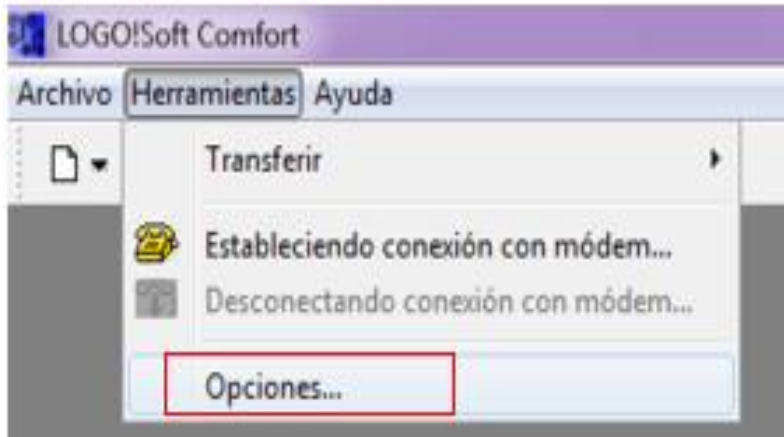 LOGO!Soft Comfort
Archivo Herramientas Ayuda
Transferir
Estableciendo conexión con módem...
Desconectando conexión con módem...
Opciones...